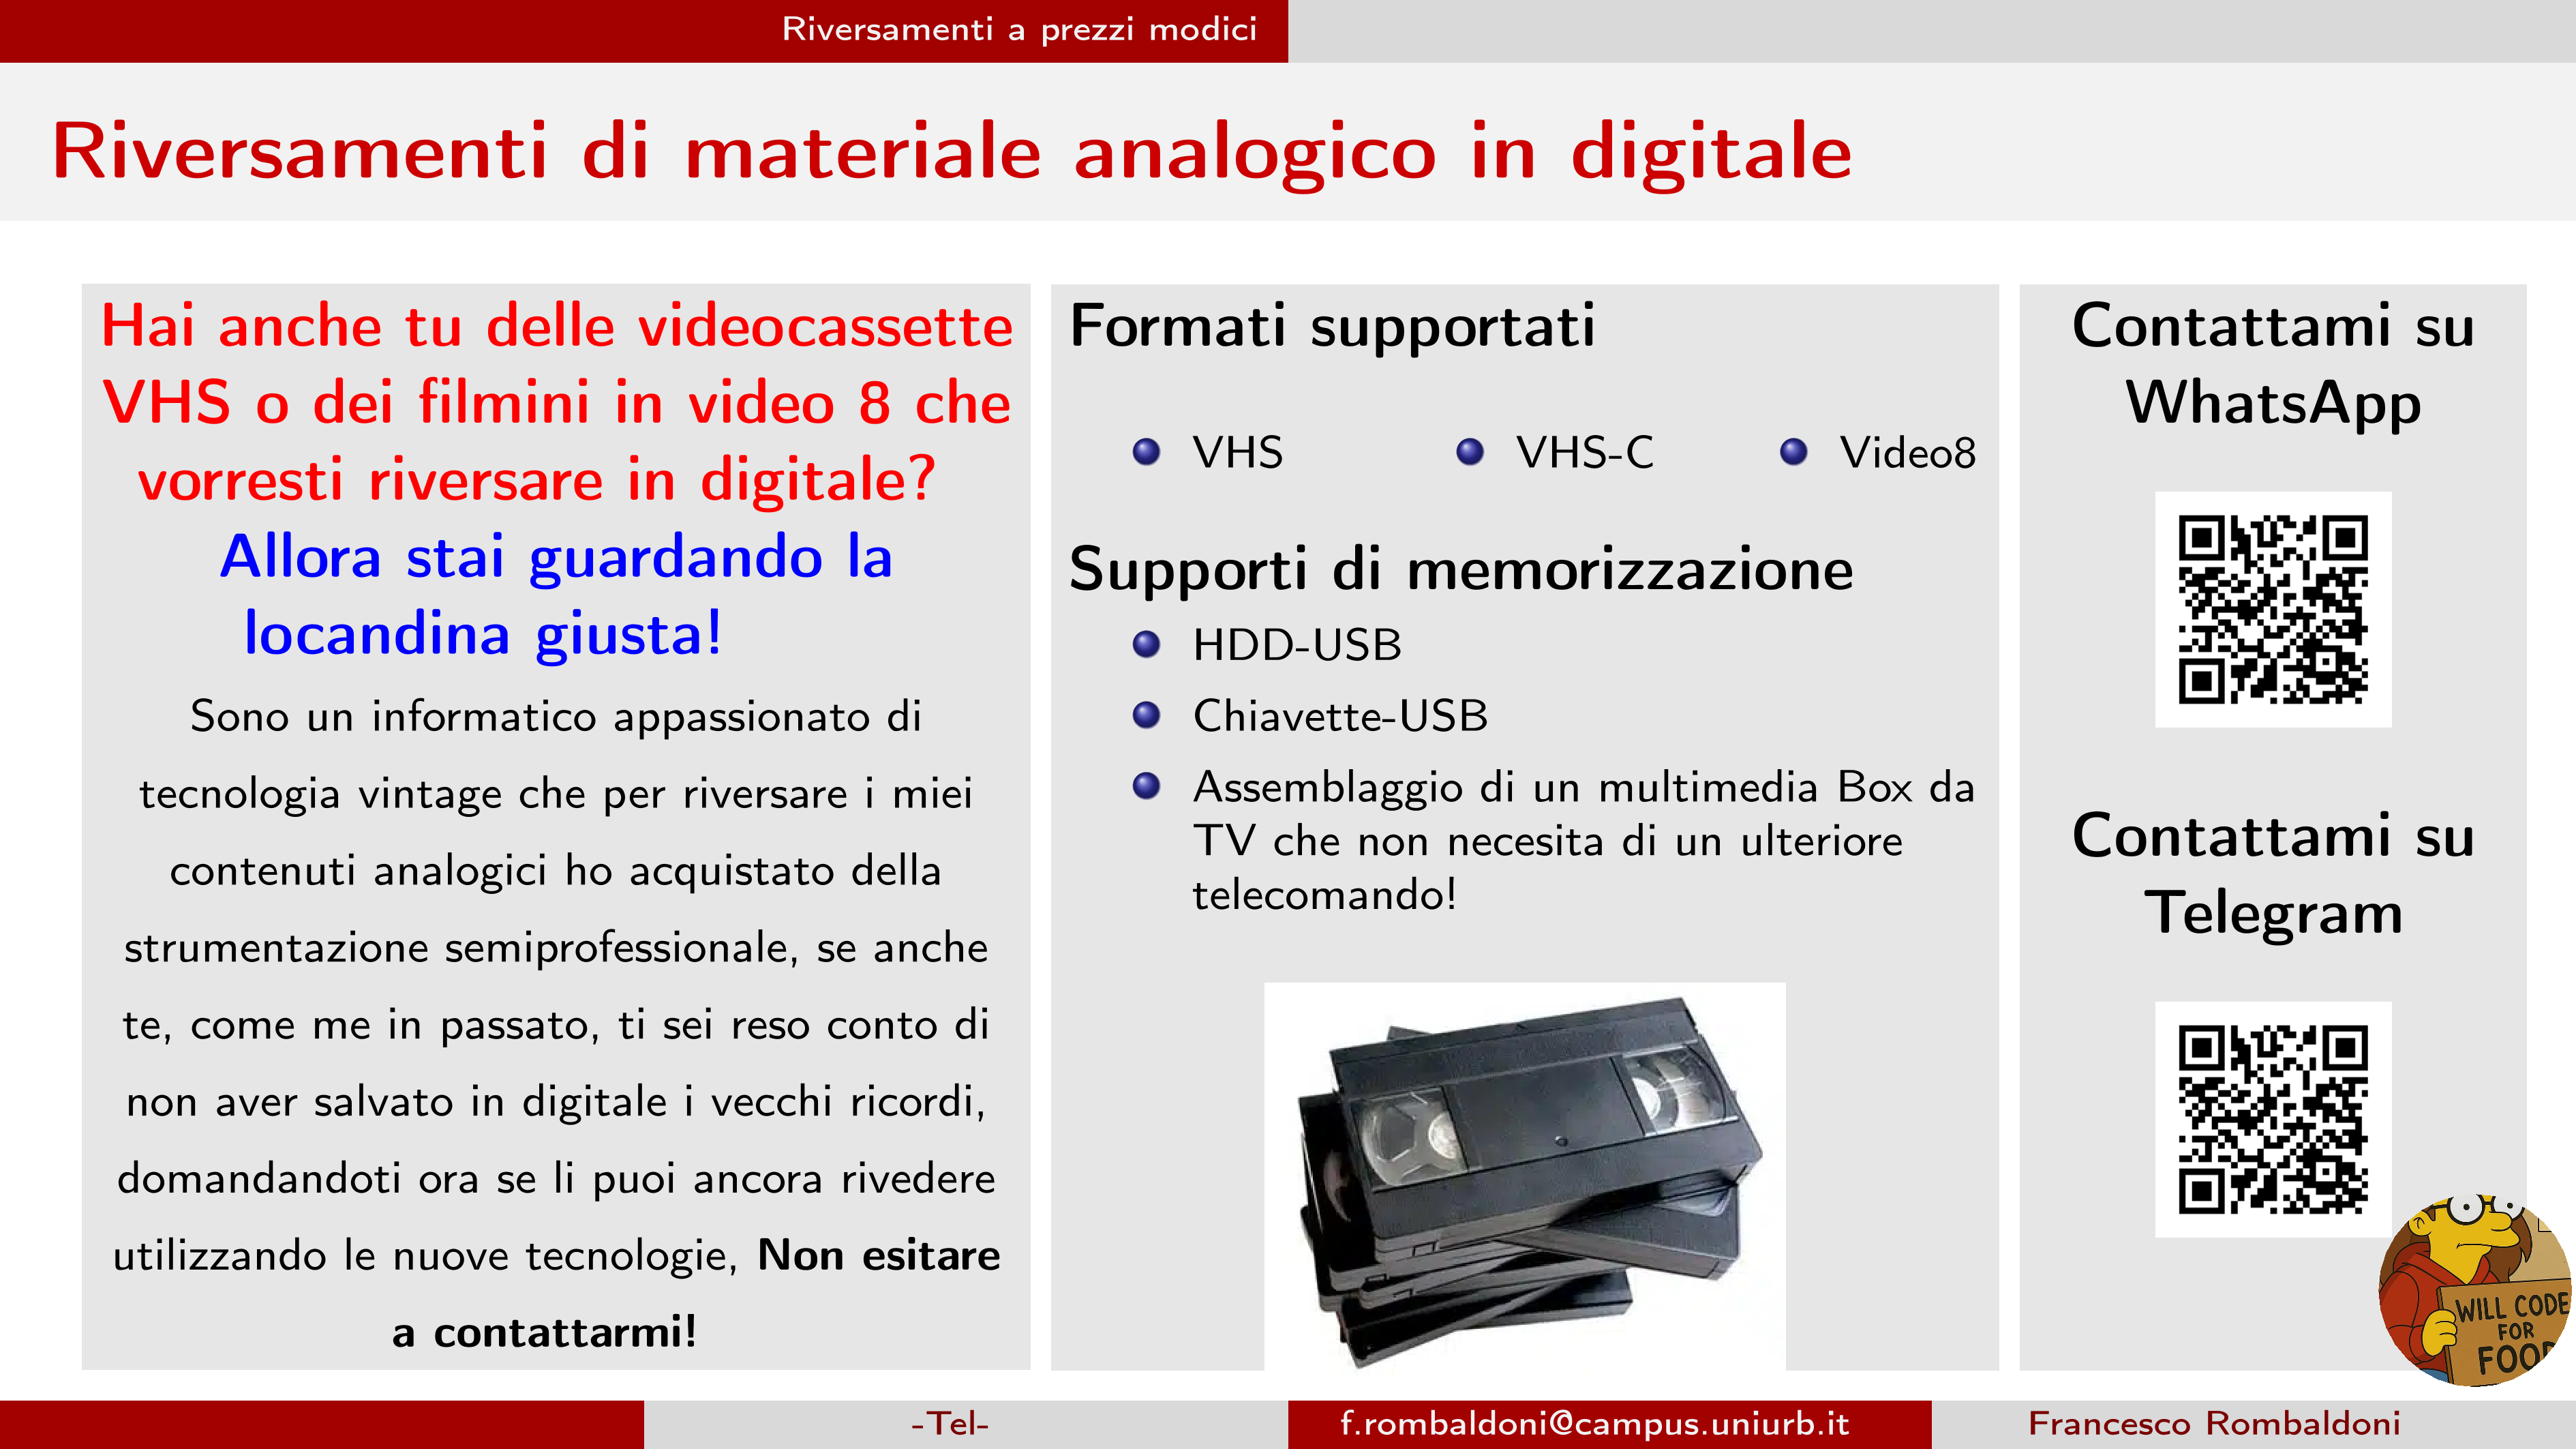 Riversamenti a prezzi modici
Riversamenti di materiale analogico in digitale
Hai anche tu delle videocassette
VHS o dei filmini in video 8 che
vorresti riversare in digitale?
Allora stai guardando la
locandina giusta!
Sono un informatico appassionato di
tecnologia vintage che per riversare i miei
contenuti analogici ho acquistato della
strumentazione semiprofessionale, se anche
te, come me in passato, ti sei reso conto di
non aver salvato in digitale i vecchi ricordi,
domandandoti ora se li puoi ancora rivedere
utilizzando le nuove tecnologie, Non esitare
a contattarmi!
Formati supportati
VHS
VHS-C
Video8
Supporti di memorizzazione
HDD-USB
Chiavette-USB
Assemblaggio di un multimedia Box da
TV che non necesita di un ulteriore
telecomando!
Contattami su
WhatsApp
Contattami su
Telegram
WILL CODE
FOR
FOOD
-Tel-
f.rombaldoni@campus.uniurb.it
Francesco Rombaldoni